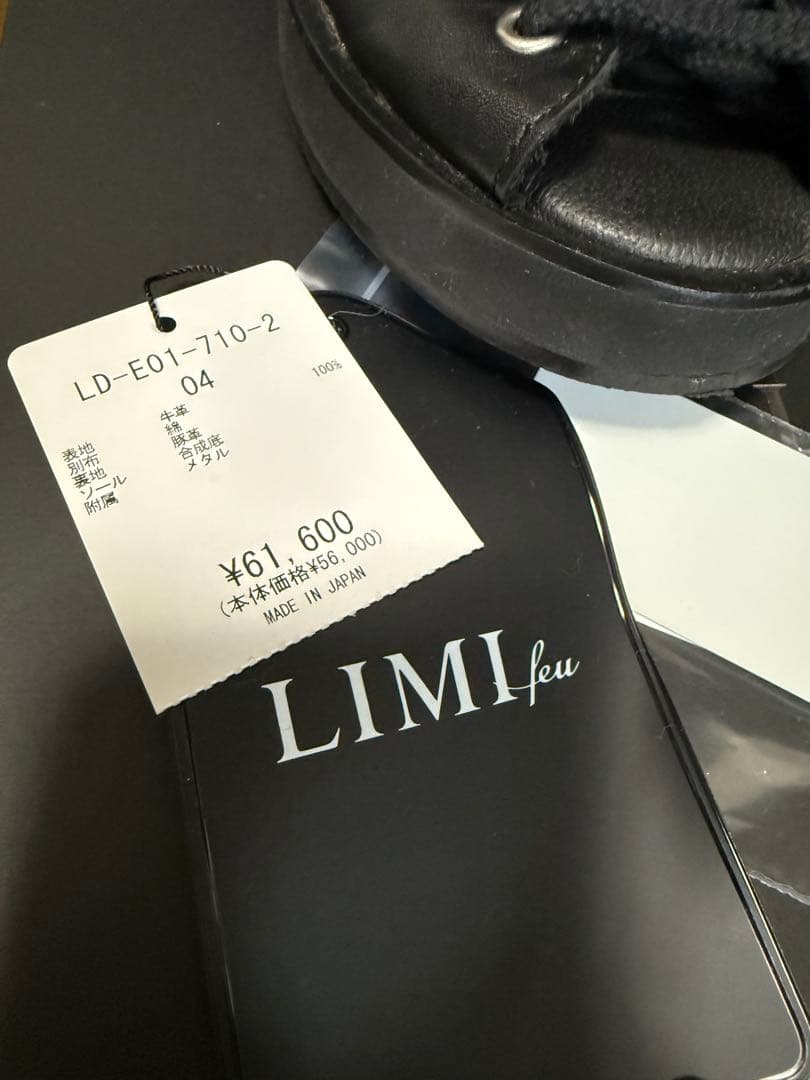 LD-E01-710-2
04
表地 牛革
別布 綿 100%
裏地 豚革
ソール 合成底
附属 メタル
¥61,600
(本体価格¥56,000)
MADE IN JAPAN
LIMI feu